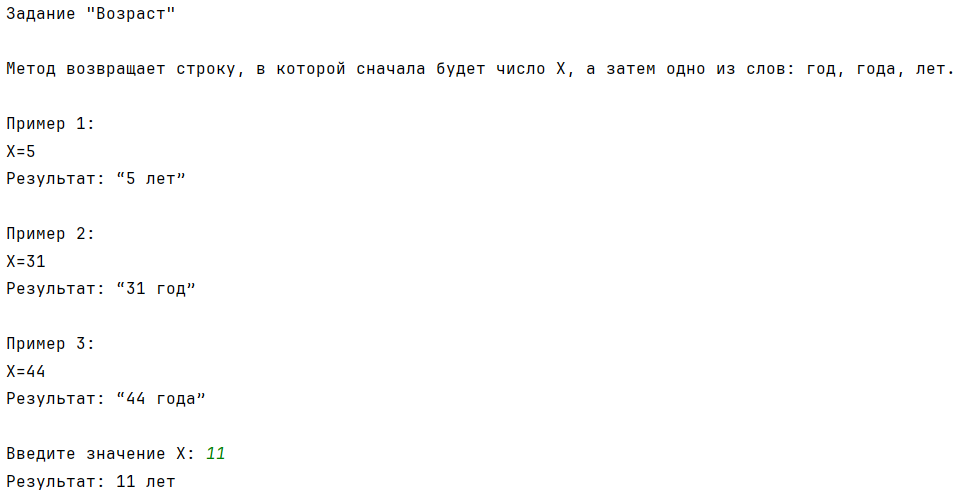 Задание "Возраст"
Метод возвращает строку, в которой сначала будет число X, а затем одно из слов: год, года, лет.
Пример 1:
X=5
Результат: “5 лет”
Пример 2:
X=31
Результат: “31 год”
Пример 3:
X=44
Результат: “44 года”
Введите значение X: 11
Результат: 11 лет